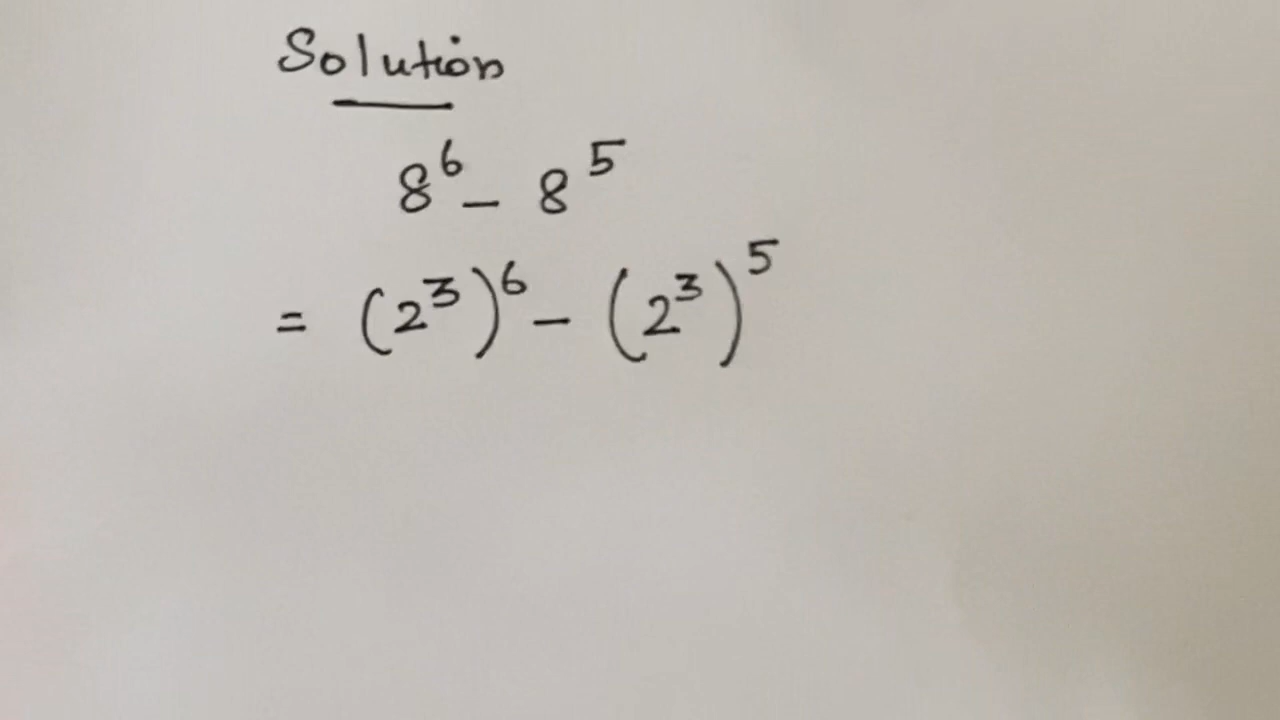 Solution
8⁶ - 8⁵
= (2³)⁶ - (2³)⁵